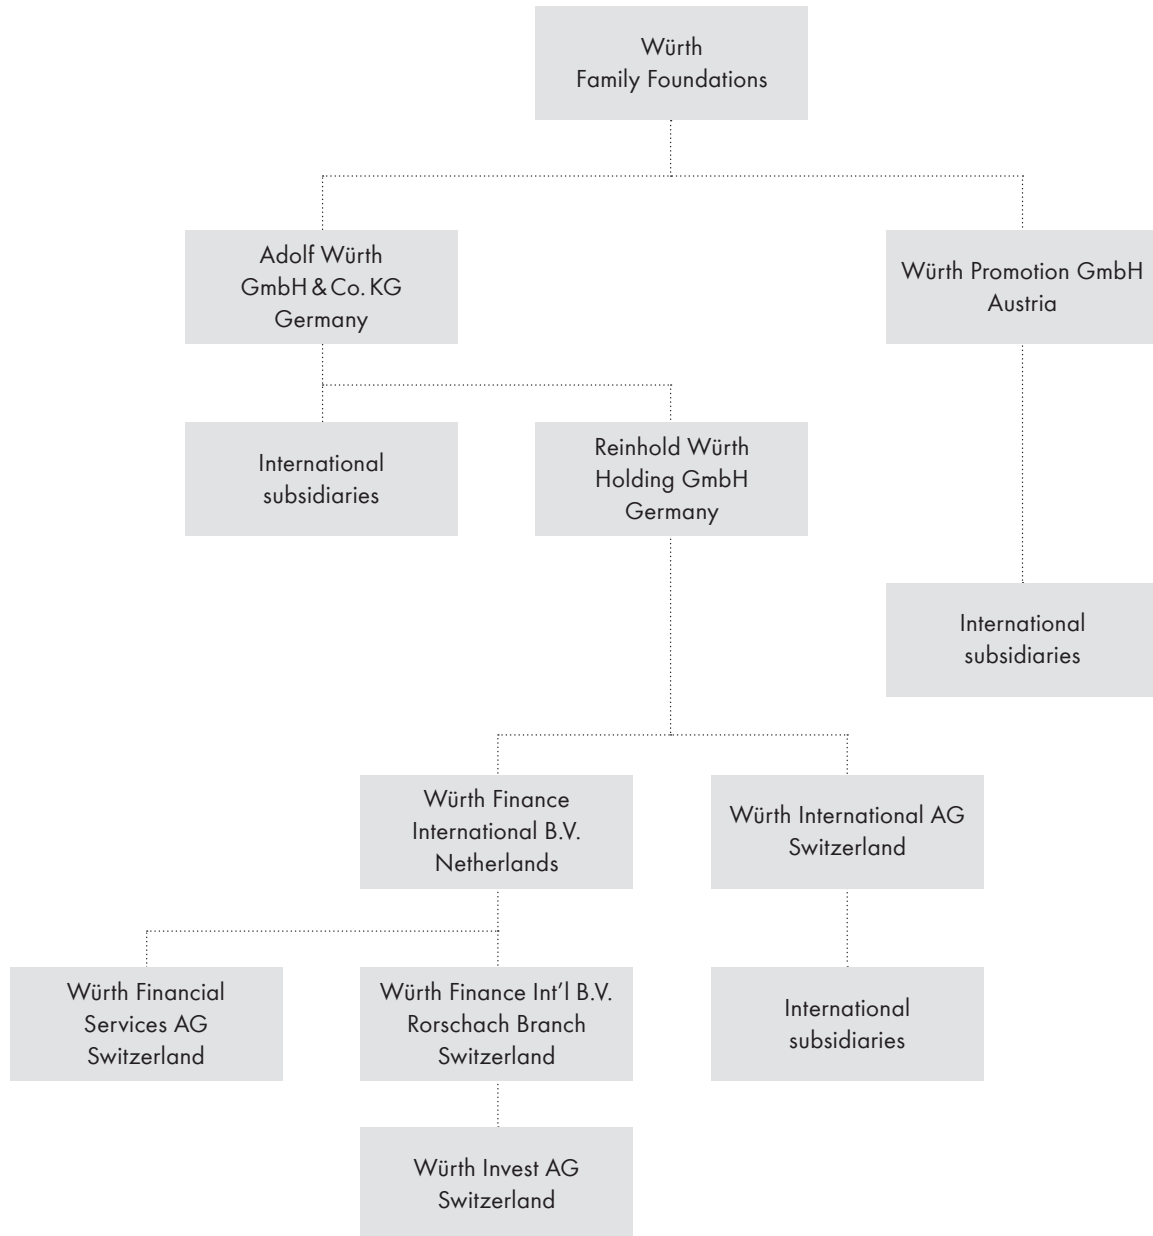 Würth
Family Foundations
Adolf Würth
GmbH & Co. KG
Germany
Würth Promotion GmbH
Austria
International
subsidiaries
Reinhold Würth
Holding GmbH
Germany
International
subsidiaries
Würth Finance
International B.V.
Netherlands
Würth International AG
Switzerland
Würth Financial
Services AG
Switzerland
Würth Finance Int'l B.V.
Rorschach Branch
Switzerland
International
subsidiaries
Würth Invest AG
Switzerland